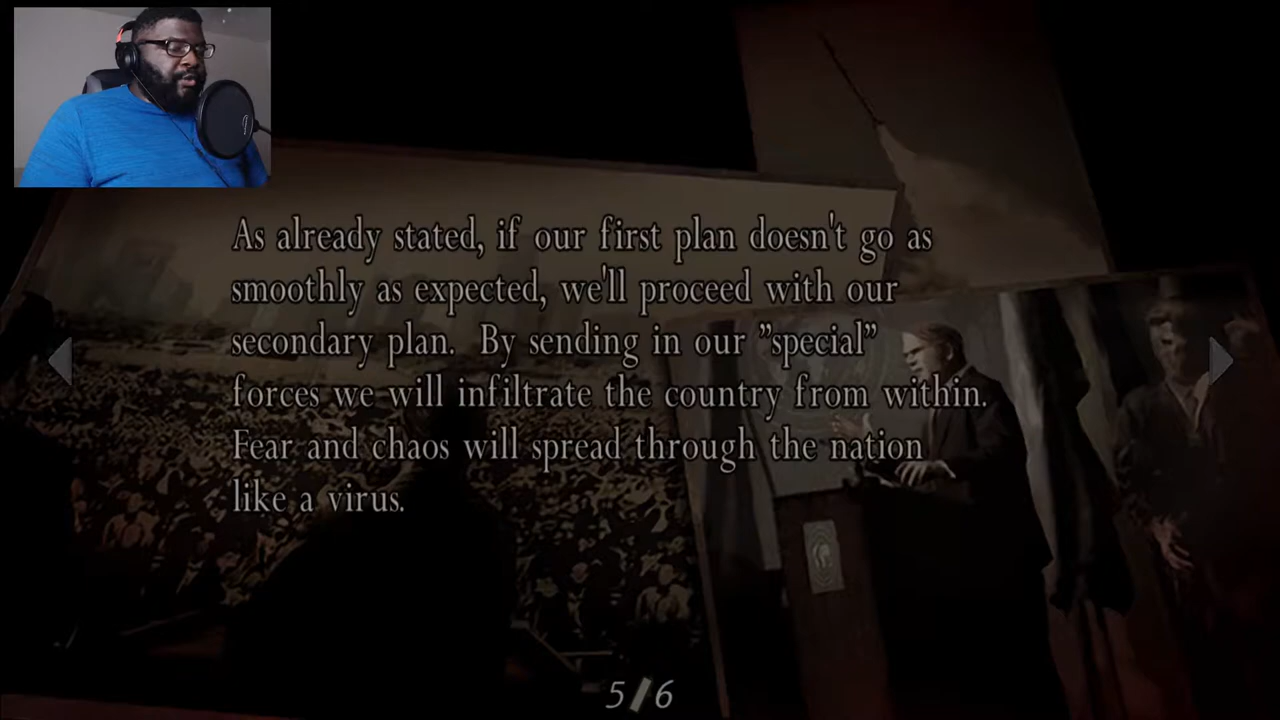 As already stated, if our first plan doesn't go as
smoothly as expected, we'll proceed with our
secondary plan. By sending in our ”special”
forces we will infiltrate the country from within.
Fear and chaos will spread through the nation
like a virus.
5/6